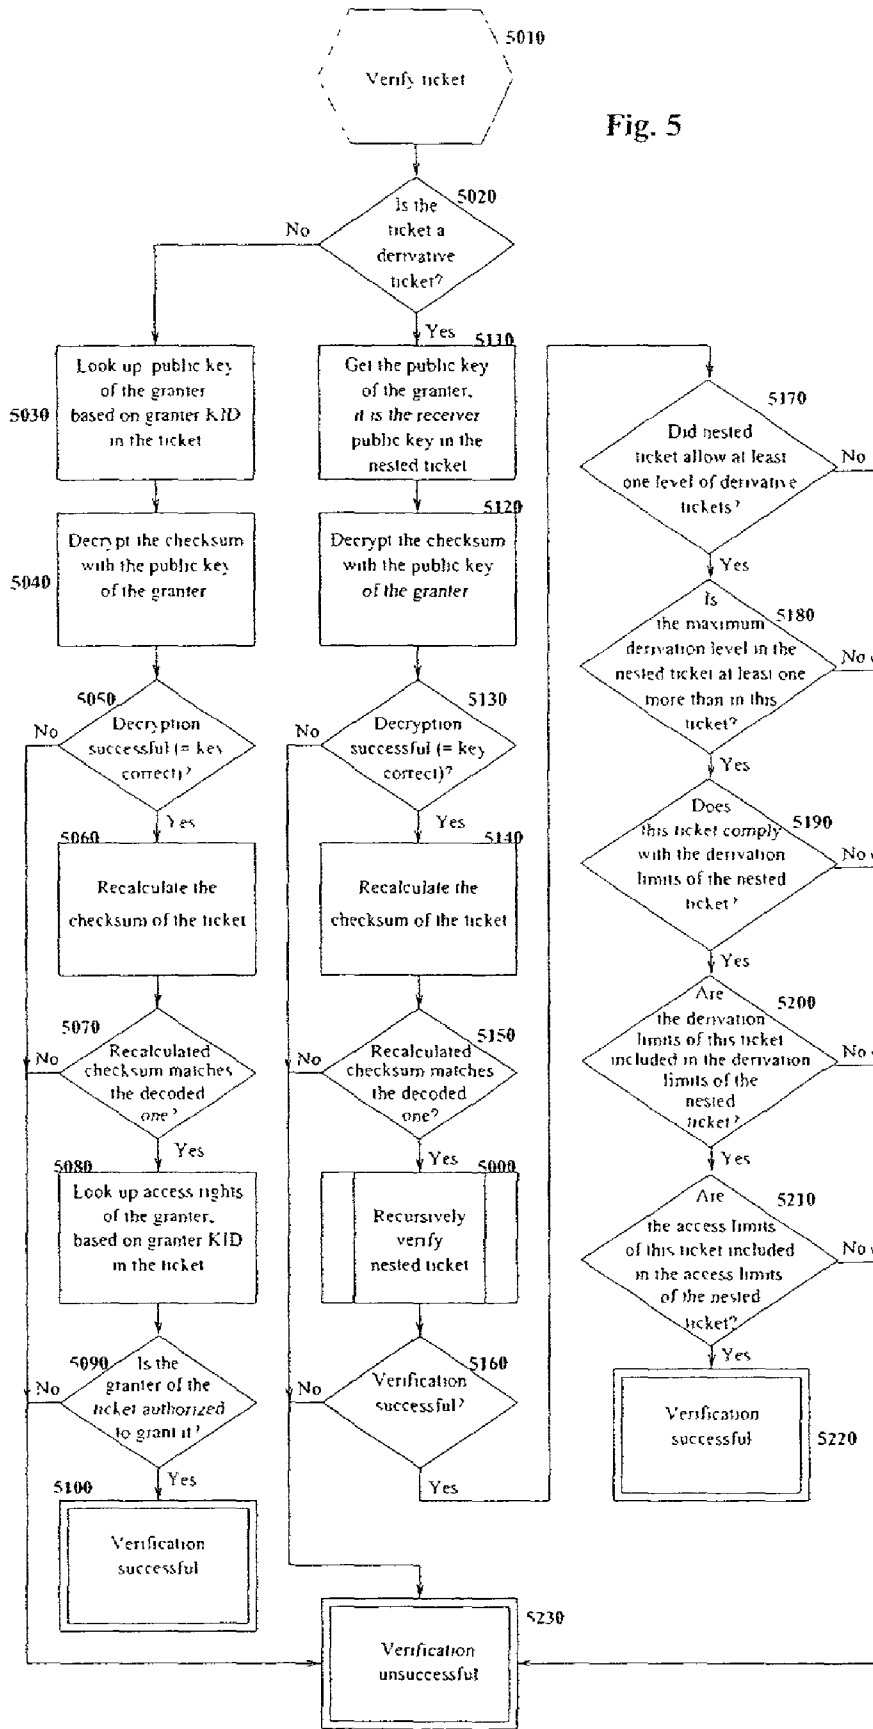 5010
Verify ticket
Fig. 5
5020
Is the
ticket a
derivative
ticket?
No
Yes
5030
Look up public key
of the granter
based on granter KID
in the ticket
5040
Decrypt the checksum
with the public key
of the granter
5050
Decryption
successful (= key
correct)?
No
Yes
5060
Recalculate the
checksum of the ticket
5070
Recalculated
checksum matches
the decoded
one?
No
Yes
5080
Look up access rights
of the granter,
based on granter KID
in the ticket
5090
Is the
granter of the
ticket authorized
to grant it?
No
Yes
5100
Verification
successful
5110
Get the public key
of the granter,
it is the receiver
public key in the
nested ticket
5120
Decrypt the checksum
with the public key
of the granter
5130
Decryption
successful (= key
correct)?
No
Yes
5140
Recalculate the
checksum of the ticket
5150
Recalculated
checksum matches
the decoded
one?
No
Yes
5000
Recursively
verify
nested ticket
5160
Verification
successful?
No
Yes
5170
Did nested
ticket allow at least
one level of derivative
tickets?
No
Yes
5180
Is
the maximum
derivation level in the
nested ticket at least one
more than in this
ticket?
No
Yes
5190
Does
this ticket comply
with the derivation
limits of the nested
ticket?
No
Yes
5200
Are
the derivation
limits of this ticket
included in the derivation
limits of the
nested
ticket?
No
Yes
5210
Are
the access limits
of this ticket included
in the access limits
of the nested
ticket?
No
Yes
5220
Verification
successful
5230
Verification
unsuccessful